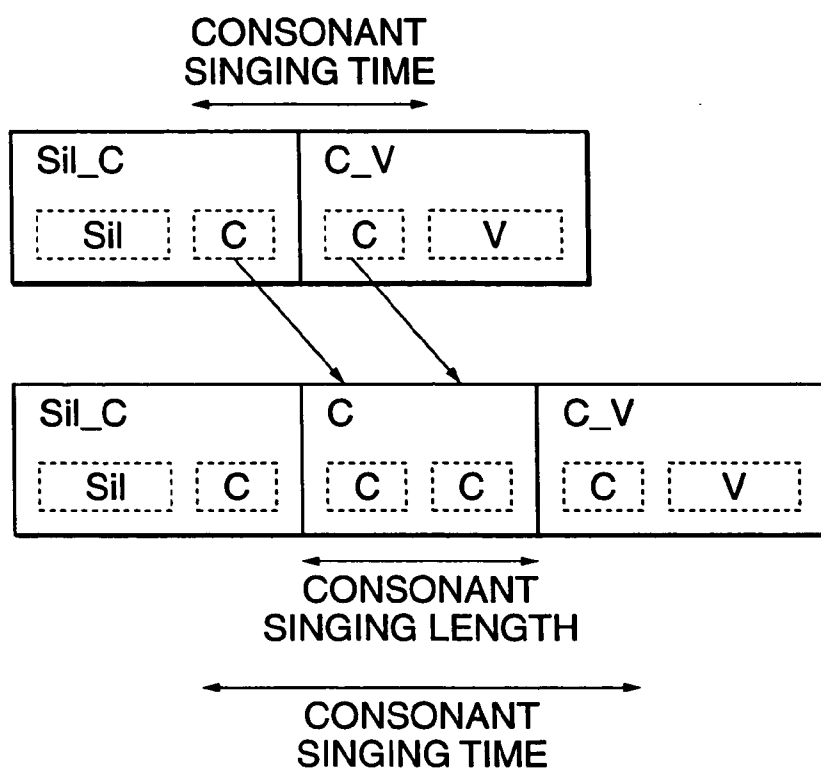 CONSONANT
SINGING TIME
Sil_C C_V
Sil C C V
Sil_C C C_V
Sil C C C C V
CONSONANT
SINGING LENGTH
CONSONANT
SINGING TIME